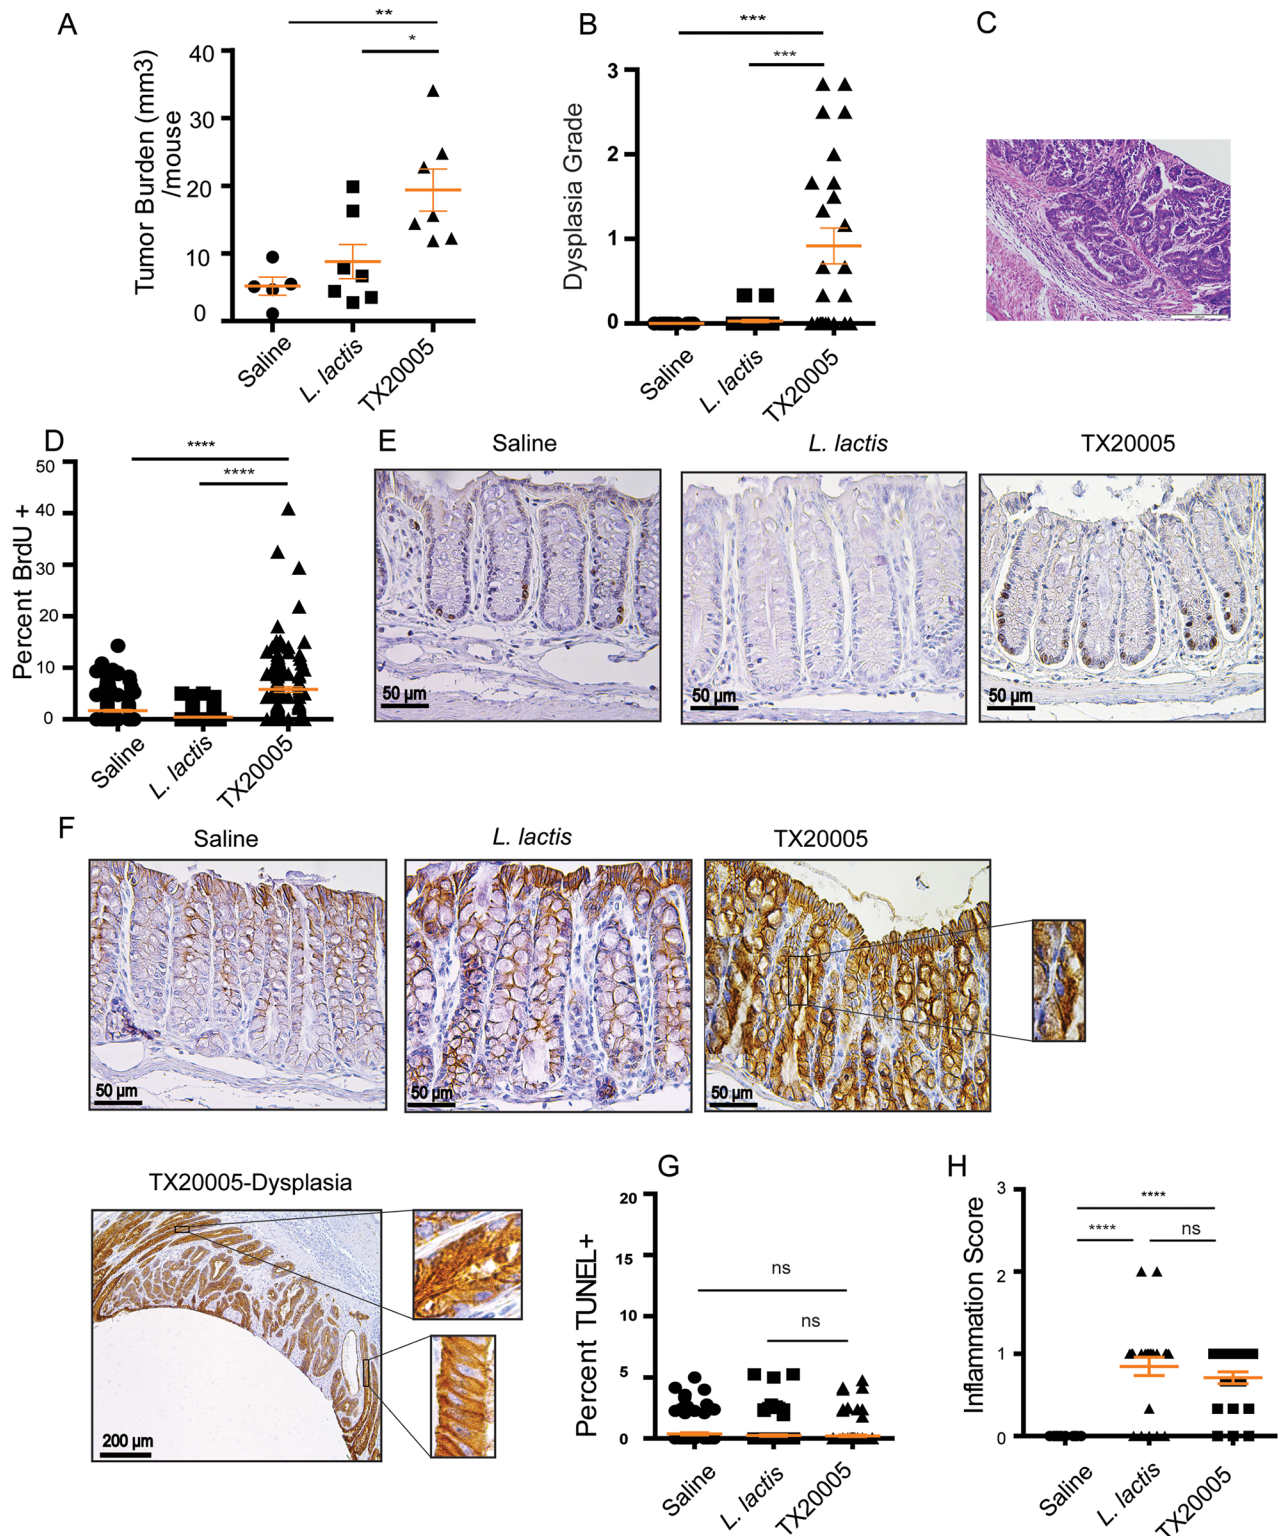 A
**
*
Tumor Burden (mm3)
/mouse
40
30
20
10
0
Saline
L. lactis
TX20005
B
***
***
Dysplasia Grade
3
2
1
0
Saline
L. lactis
TX20005
C
D
****
****
Percent BrdU +
50
40
30
20
10
0
Saline
L. lactis
TX20005
E
Saline
L. lactis
TX20005
50 µm
50 µm
50 µm
F
Saline
L. lactis
TX20005
50 µm
50 µm
50 µm
TX20005-Dysplasia
200 µm
G
Percent TUNEL+
20
15
10
5
0
ns
ns
Saline
L. lactis
TX20005
H
Inflammation Score
3
2
1
0
****
****
ns
Saline
L. lactis
TX20005